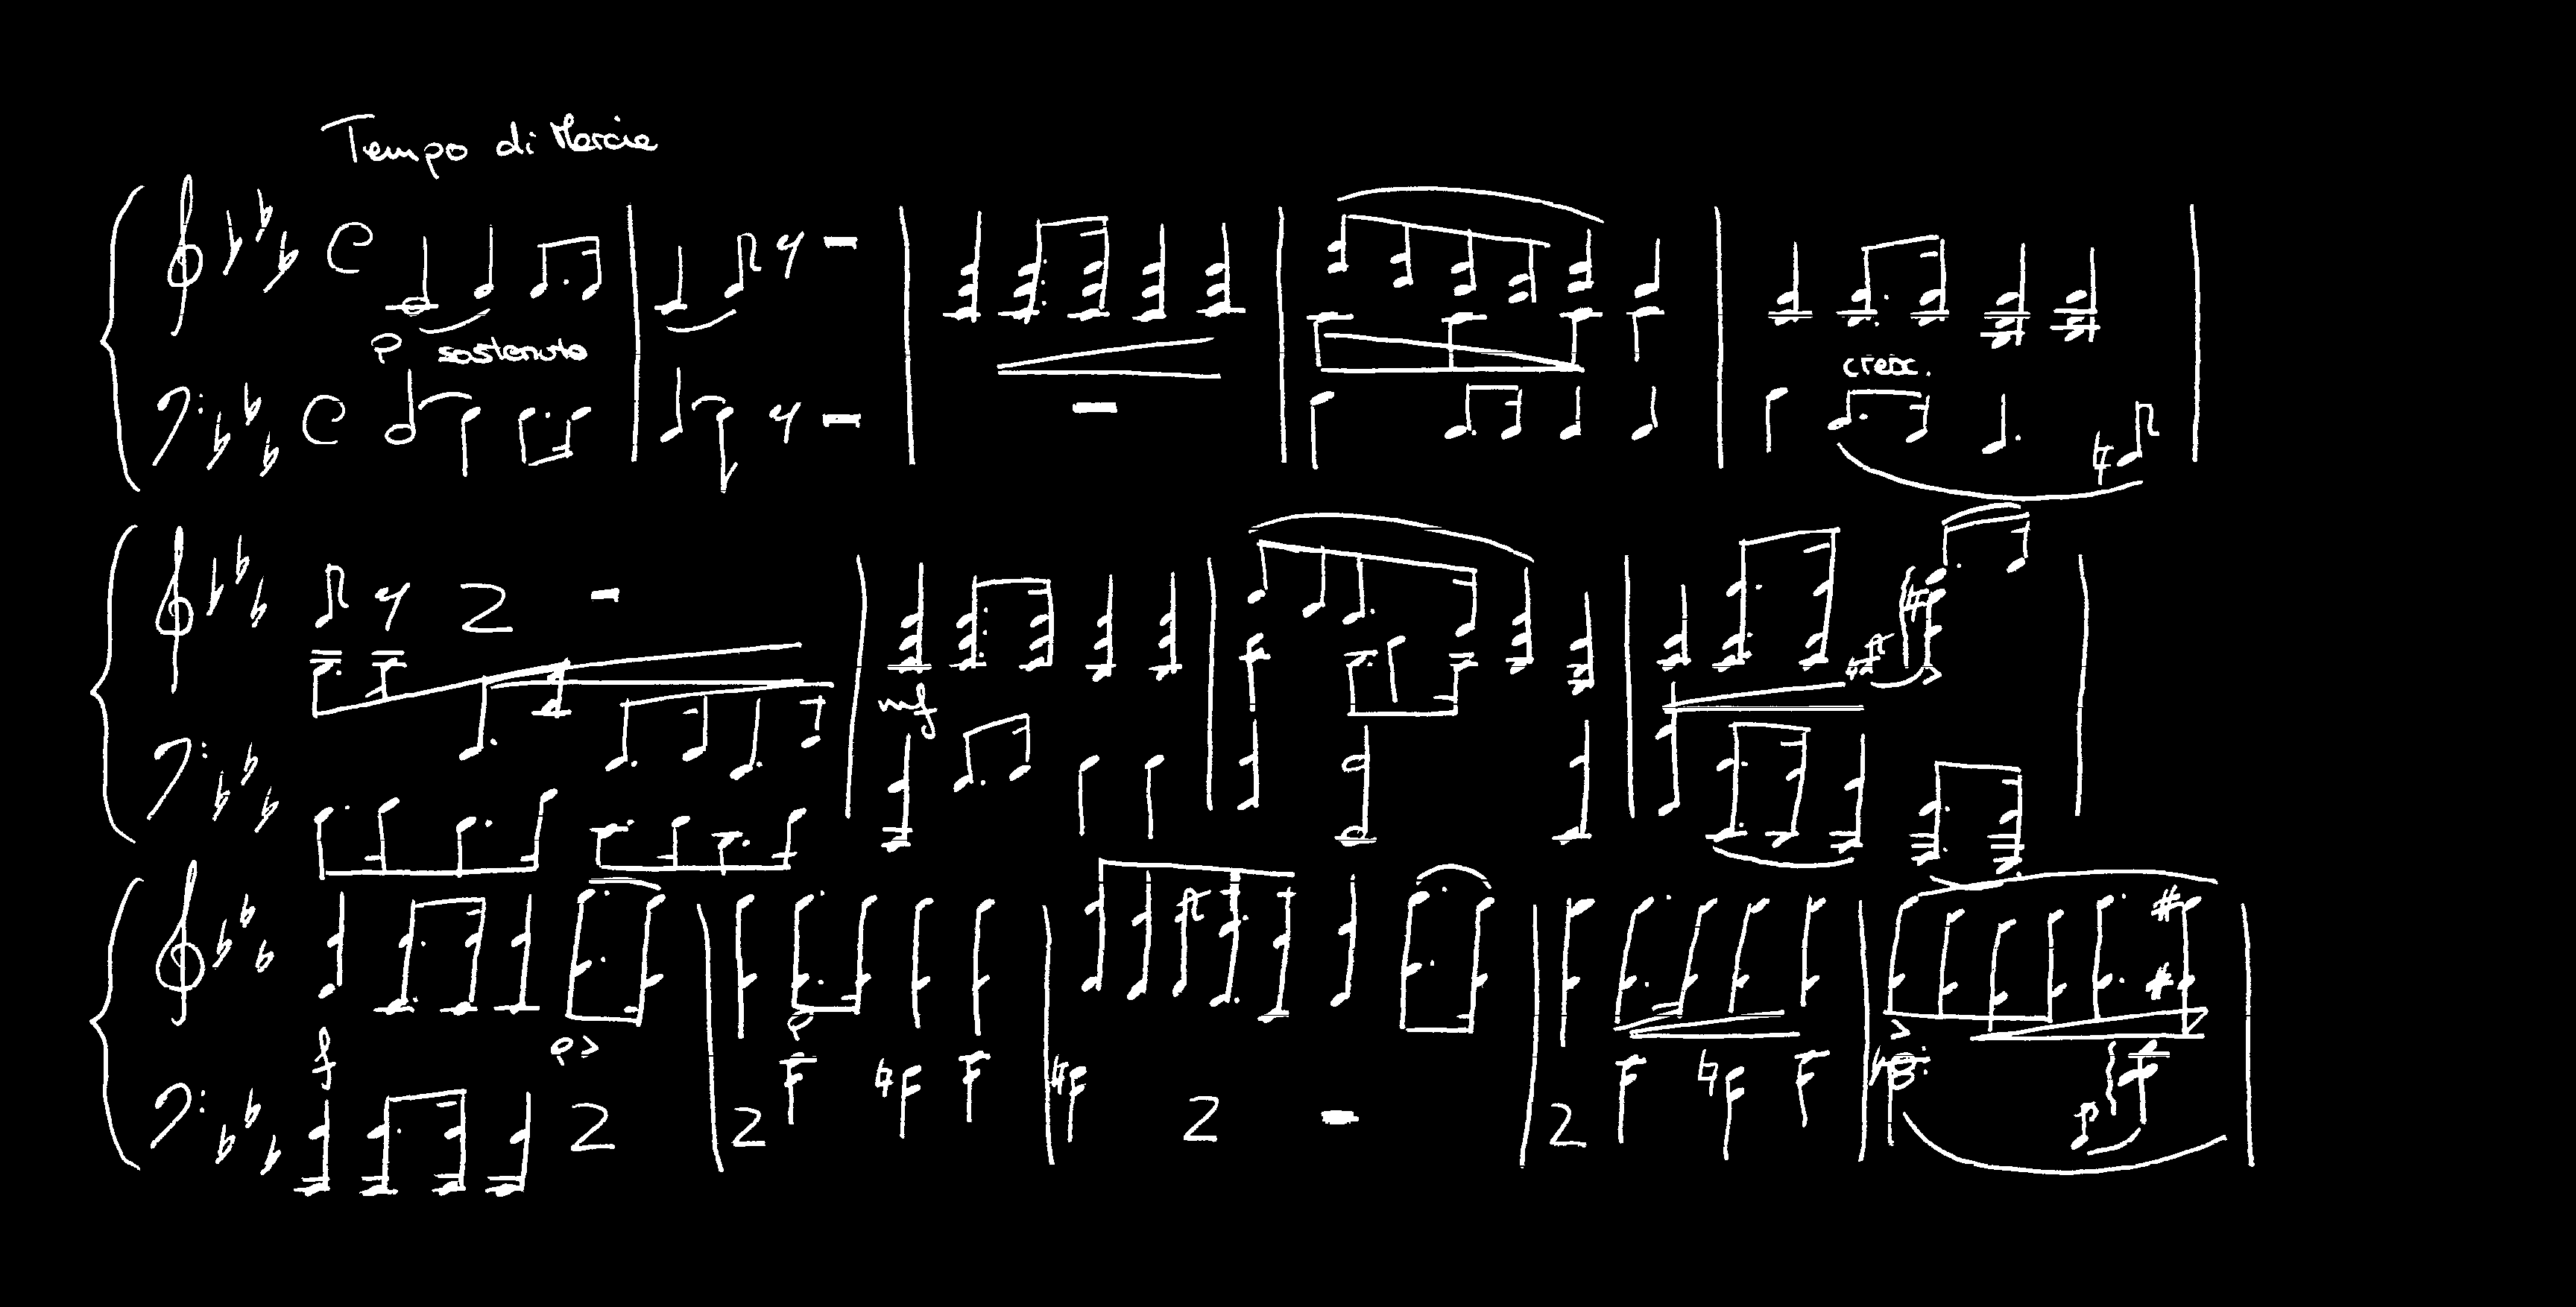 Tempo di Marcia
p sostenuto
cresc.
mf
f
p
p